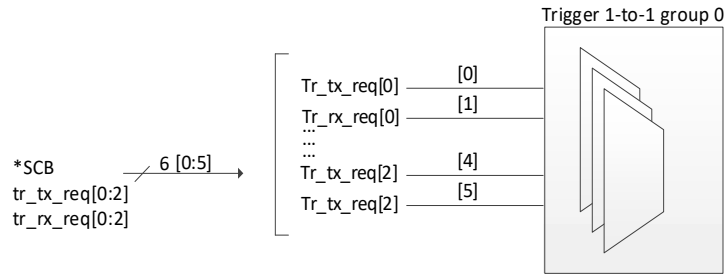 Trigger 1-to-1 group 0
Tr_tx_req[0] [0]
Tr_rx_req[0] [1]
...
...
...
Tr_tx_req[2] [4]
Tr_tx_req[2] [5]
*SCB 6 [0:5]
tr_tx_req[0:2]
tr_rx_req[0:2]